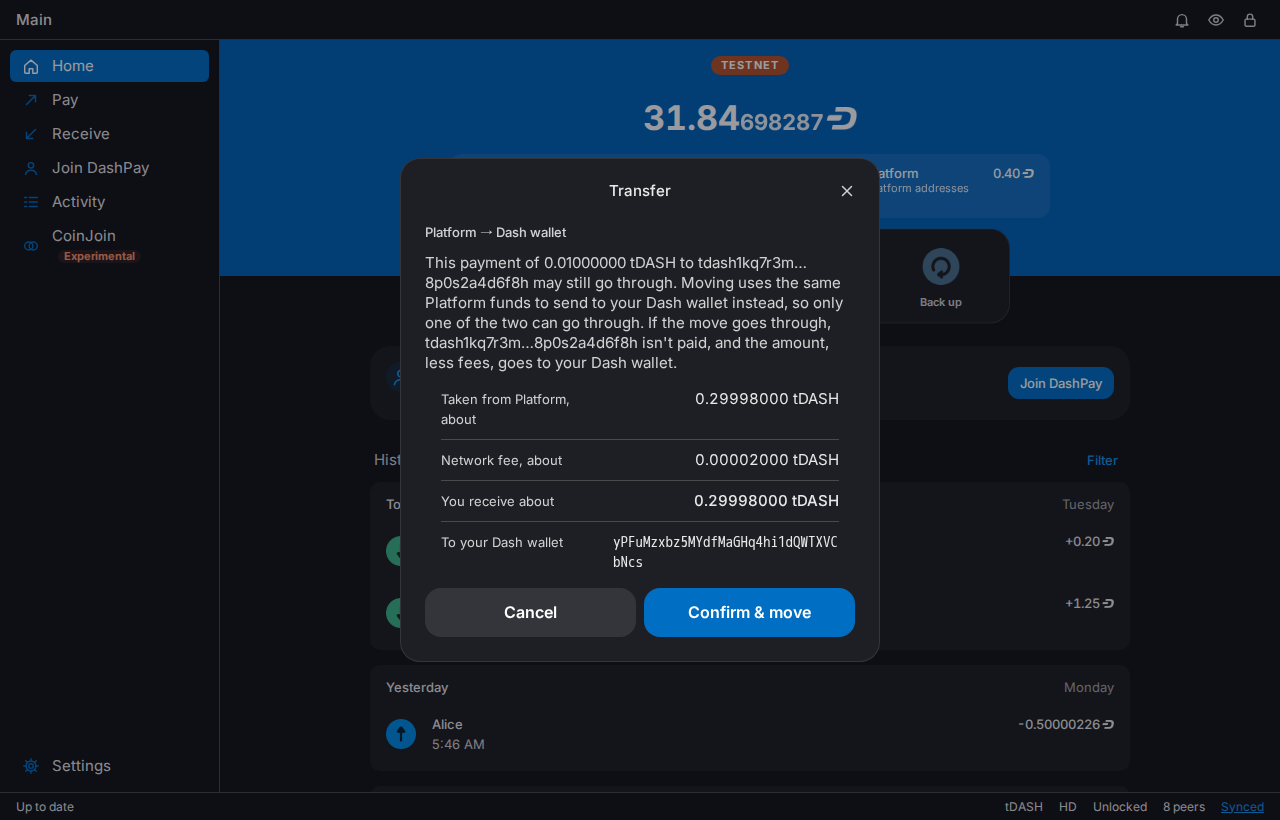 Main
Home
Pay
Receive
Join DashPay
Activity
CoinJoin
Experimental
Settings
TESTNET
31.84698287
atform 0.40
atform addresses
Back up
Join DashPay
Hist
Filter
To
Tuesday
+0.20
+1.25
Yesterday
Monday
Alice
-0.50000226
5:46 AM
Transfer
Platform → Dash wallet
This payment of 0.01000000 tDASH to tdash1kq7r3m…
8p0s2a4d6f8h may still go through. Moving uses the same
Platform funds to send to your Dash wallet instead, so only
one of the two can go through. If the move goes through,
tdash1kq7r3m…8p0s2a4d6f8h isn't paid, and the amount,
less fees, goes to your Dash wallet.
Taken from Platform, 0.29998000 tDASH
about
Network fee, about 0.00002000 tDASH
You receive about 0.29998000 tDASH
To your Dash wallet yPFuMzxbz5MYdfMaGHq4hi1dQWTXVC
bNcs
Cancel
Confirm & move
Up to date
tDASH HD Unlocked 8 peers Synced